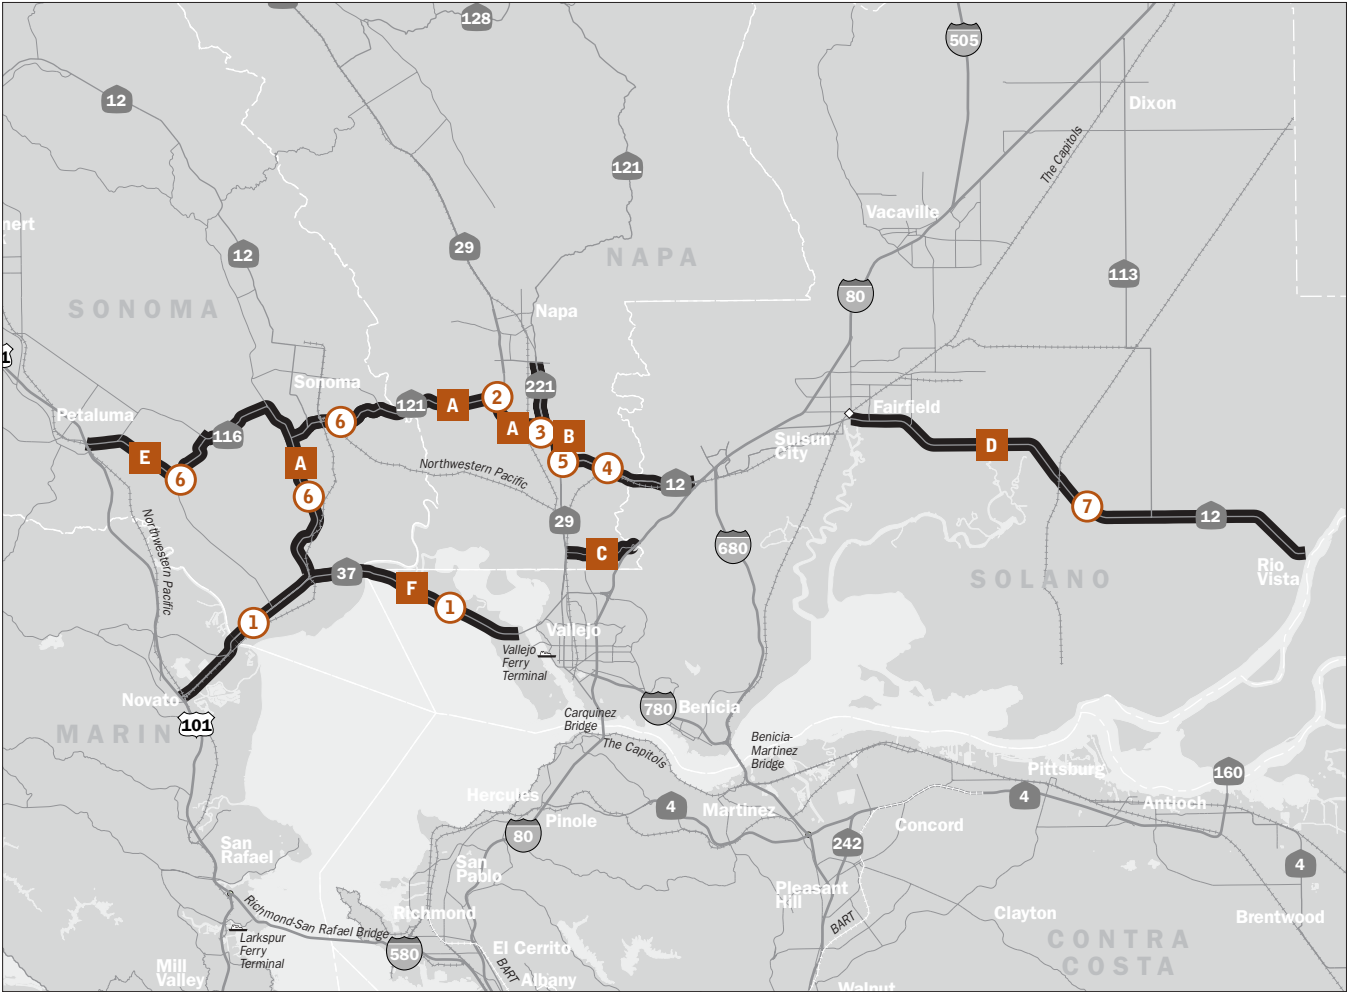 128
505
12
Dixon
The Capitols
121
Vacaville
nert
12
29
NAPA
113
80
SONOMA
Napa
1
Sonoma
221
121
A
2
Petaluma
6
Fairfield
116
A
3
B
E
A
Suisun
City
D
6
5
4
Northwestern Pacific
12
6
7
29
12
Northwestern Pacific
680
C
Rio
Vista
37
F
SOLANO
1
1
Vallejo
Vallejo
Ferry
Terminal
Novato
780
Benicia
101
Carquinez
Bridge
MARIN
The Capitols
Benicia-
Martinez
Bridge
Pittsburg
160
Hercules
4
Martinez
4
Antioch
Pinole
80
Concord
242
San
Rafael
San
Pablo
4
Pleasant
Hill
Richmond-San Rafael Bridge
Richmond
BART
Clayton
Brentwood
Larkspur
Ferry
Terminal
580
El Cerrito
CONTRA
COSTA
Mill
Valley
BART
Albany
Walnut